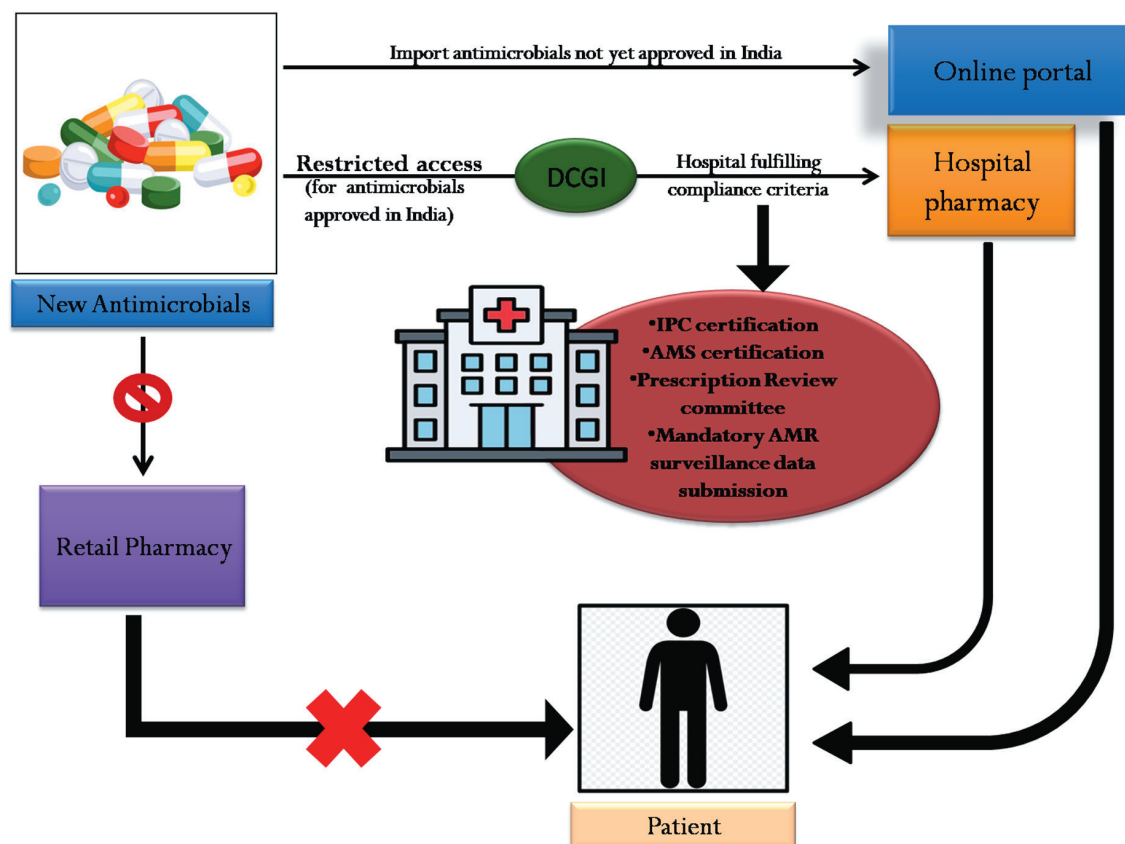 Import antimicrobials not yet approved in India
Online portal
New Antimicrobials
Restricted access
(for antimicrobials
approved in India)
DCGI
Hospital fulfilling
compliance criteria
Hospital
pharmacy
•IPC certification
•AMS certification
•Prescription Review
committee
•Mandatory AMR
surveillance data
submission
Retail Pharmacy
Patient